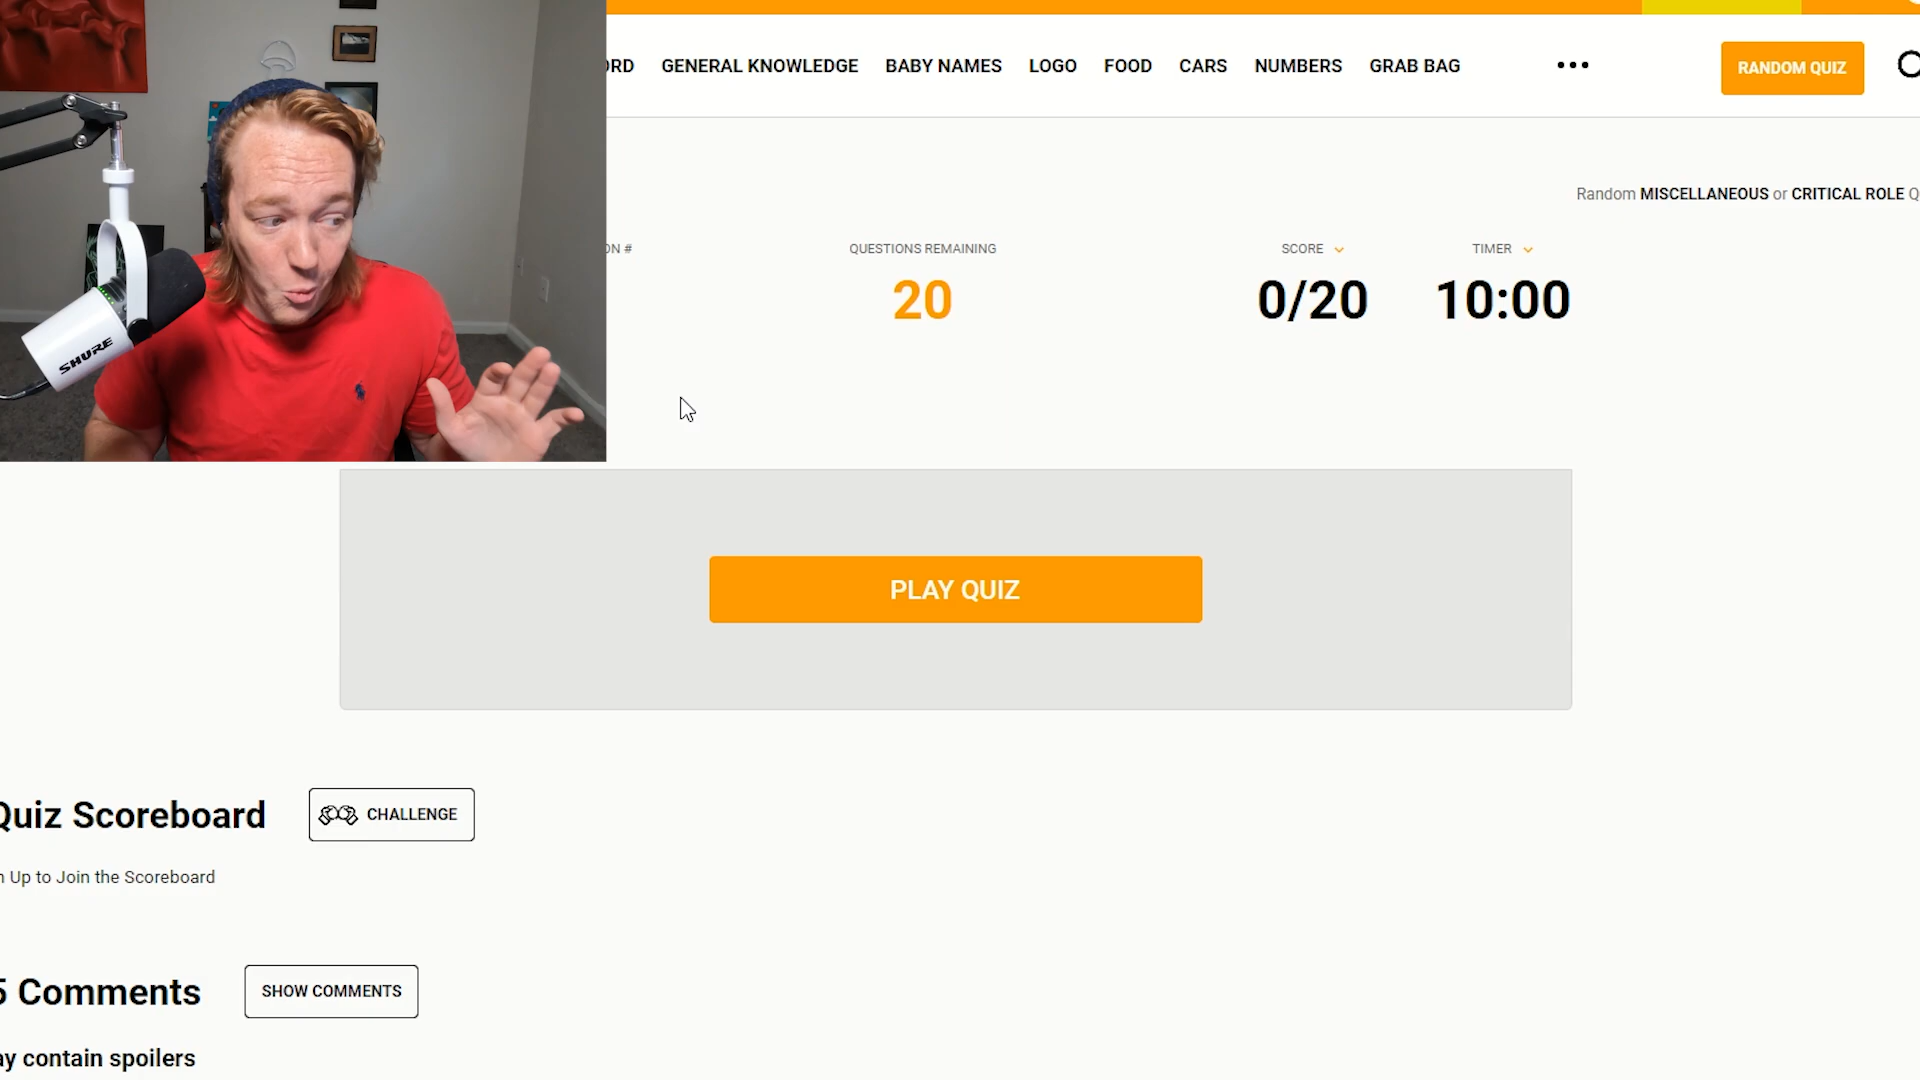 ORD GENERAL KNOWLEDGE BABY NAMES LOGO FOOD CARS NUMBERS GRAB BAG ••• RANDOM QUIZ
Random MISCELLANEOUS or CRITICAL ROLE Q
ON # QUESTIONS REMAINING SCORE TIMER
20 0/20 10:00
SHURE
PLAY QUIZ
Quiz Scoreboard CHALLENGE
n Up to Join the Scoreboard
5 Comments SHOW COMMENTS
ay contain spoilers